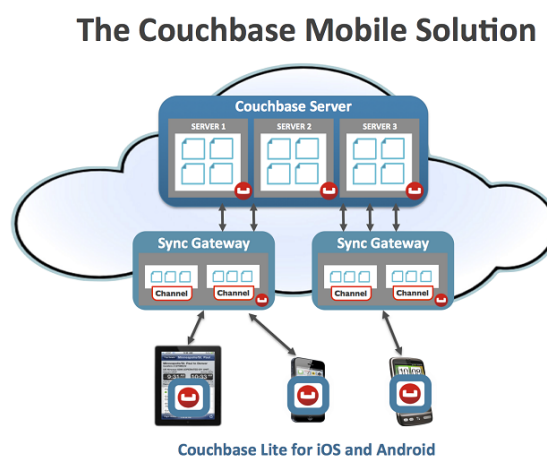 The Couchbase Mobile Solution
Couchbase Server
SERVER 1 SERVER 2 SERVER 3
Sync Gateway Sync Gateway
Channel Channel Channel Channel
Couchbase Lite for iOS and Android